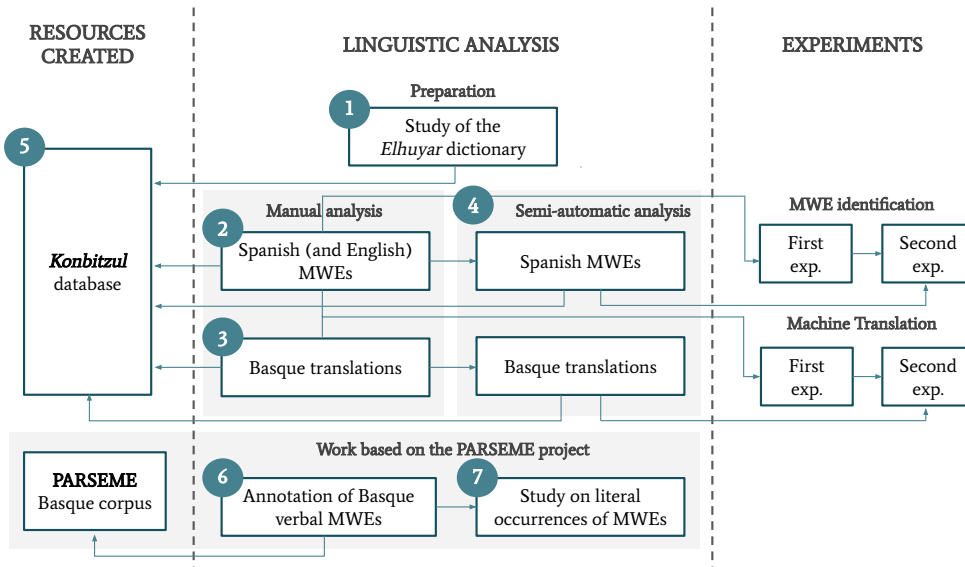 RESOURCES
CREATED
LINGUISTIC ANALYSIS
EXPERIMENTS
Preparation
1
Study of the
Elhuyar dictionary
5
Konbitzul
database
Manual analysis
2
Spanish (and English)
MWEs
4
Semi-automatic analysis
Spanish MWEs
MWE identification
First
exp.
Second
exp.
3
Basque translations
Basque translations
Machine Translation
First
exp.
Second
exp.
Work based on the PARSEME project
PARSEME
Basque corpus
6
Annotation of Basque
verbal MWEs
7
Study on literal
occurrences of MWEs